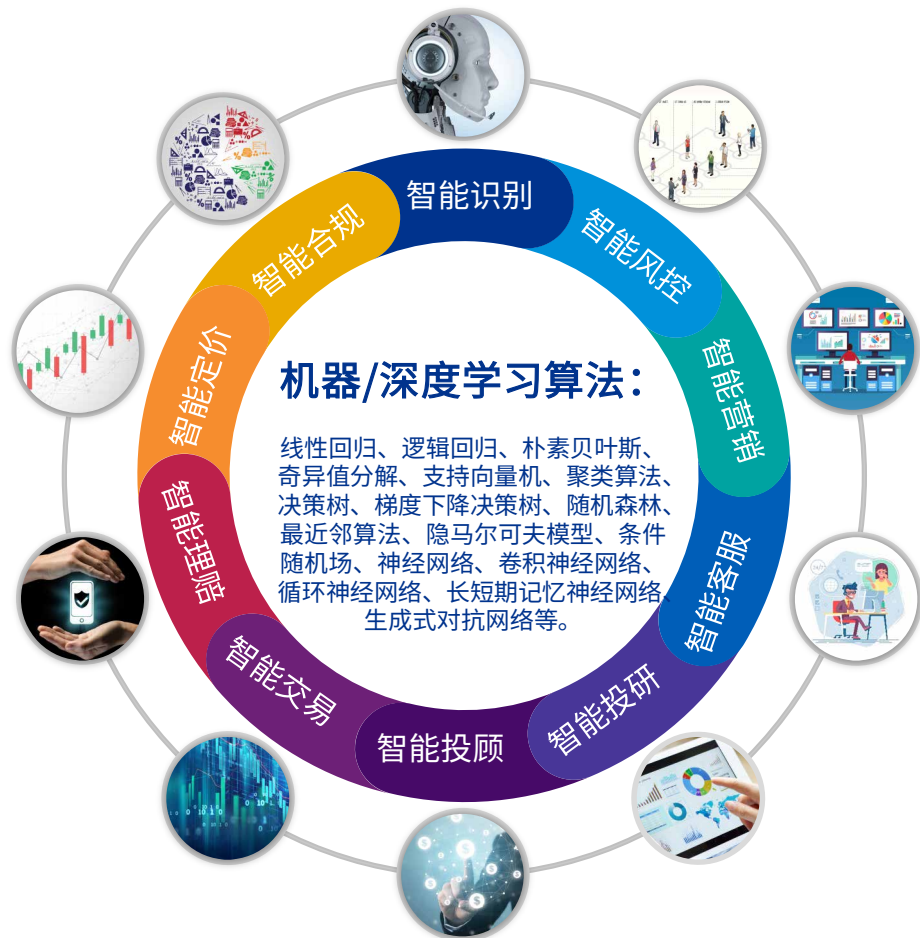 智能识别
智能风控
智能营销
智能客服
智能投研
智能投顾
智能交易
智能理赔
智能定价
智能合规
机器/深度学习算法：
线性回归、逻辑回归、朴素贝叶斯、
奇异值分解、支持向量机、聚类算法、
决策树、梯度下降决策树、随机森林、
最近邻算法、隐马尔可夫模型、条件
随机场、神经网络、卷积神经网络、
循环神经网络、长短期记忆神经网络、
生成式对抗网络等。